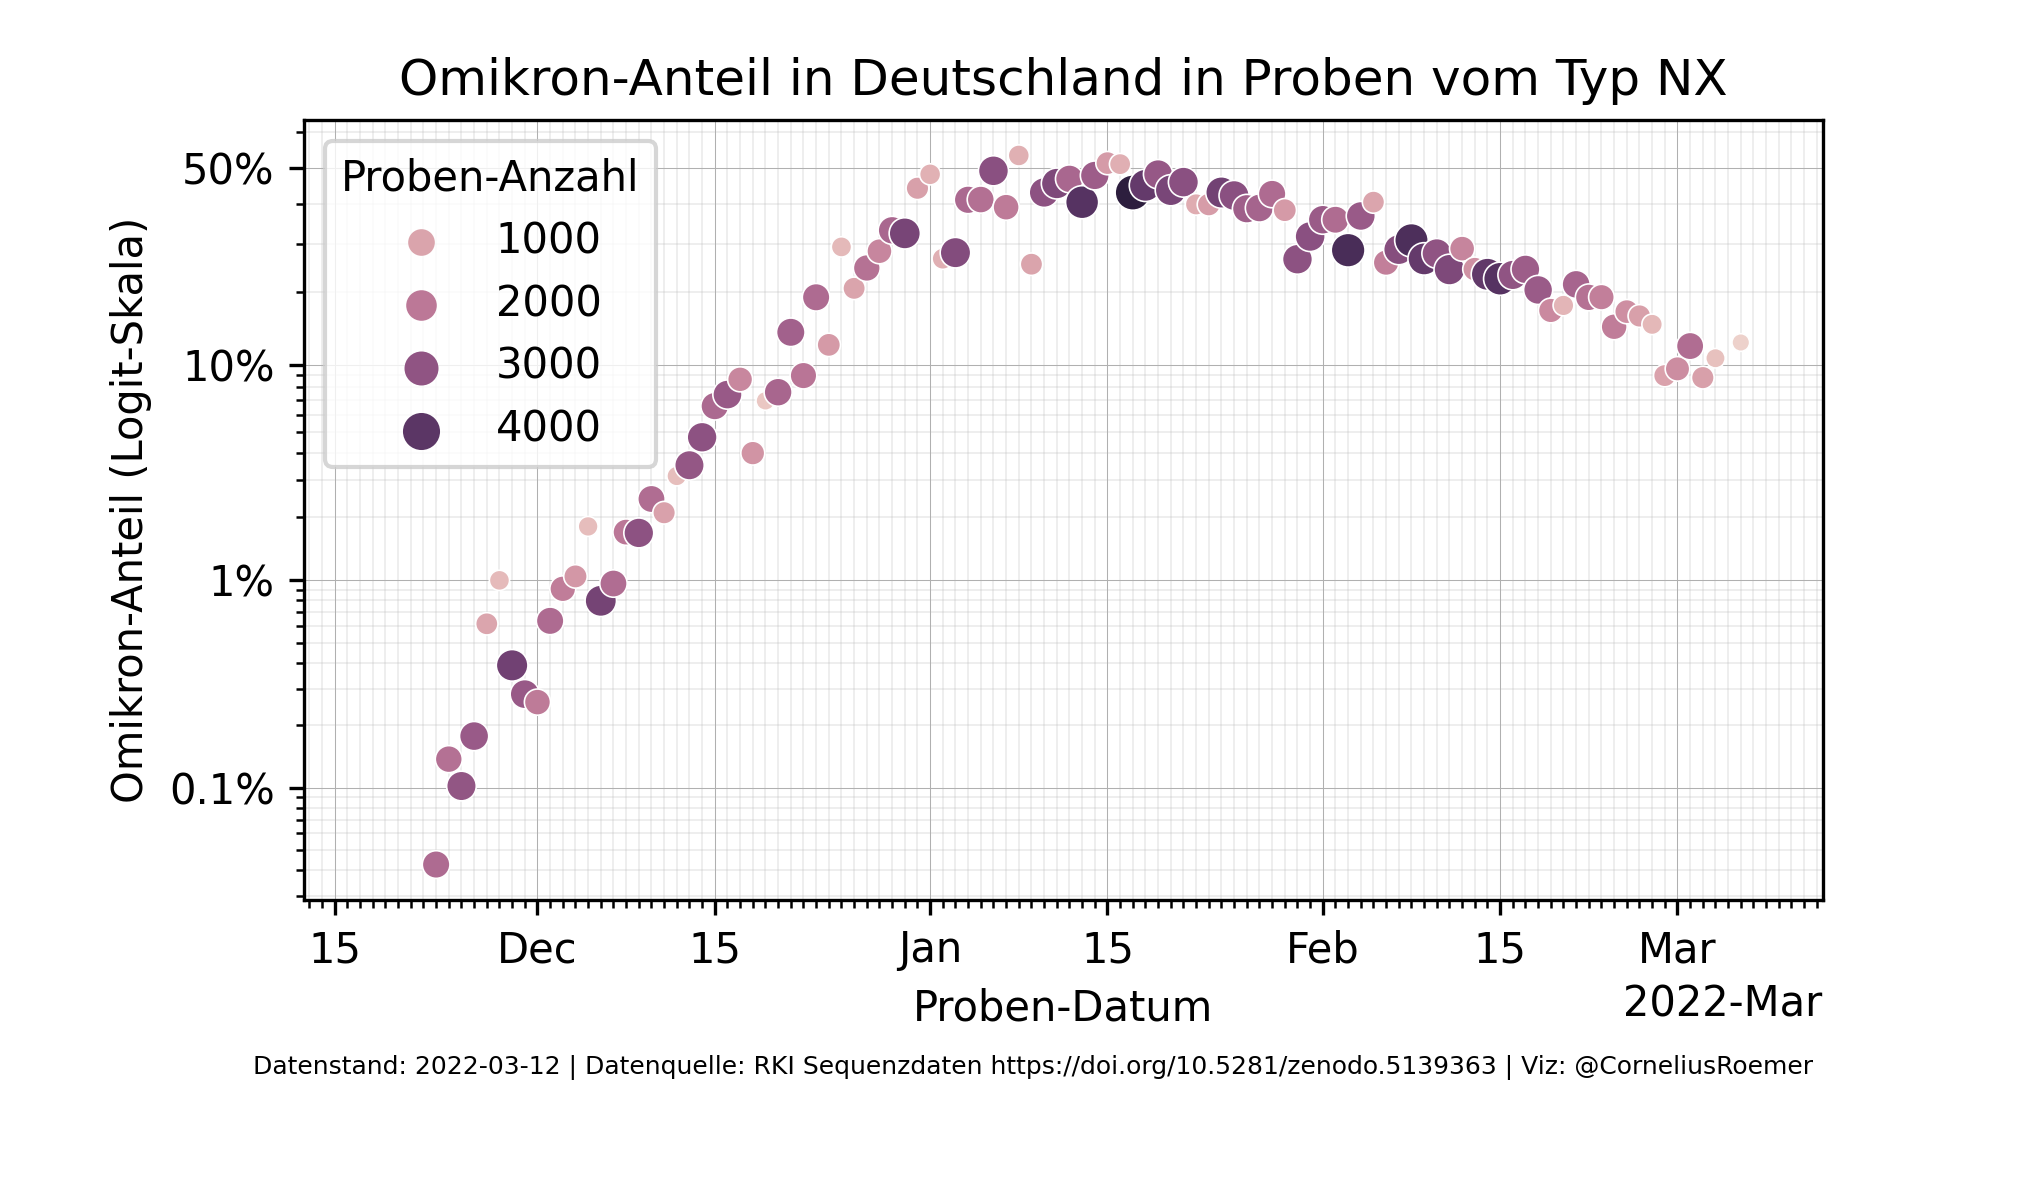 Omikron-Anteil in Deutschland in Proben vom Typ NX
Omikron-Anteil (Logit-Skala)
50%
10%
1%
0.1%
Proben-Anzahl
1000
2000
3000
4000
15 Dec 15 Jan 15 Feb 15 Mar
2022-Mar
Proben-Datum
Datenstand: 2022-03-12 | Datenquelle: RKI Sequenzdaten https://doi.org/10.5281/zenodo.5139363 | Viz: @CorneliusRoemer